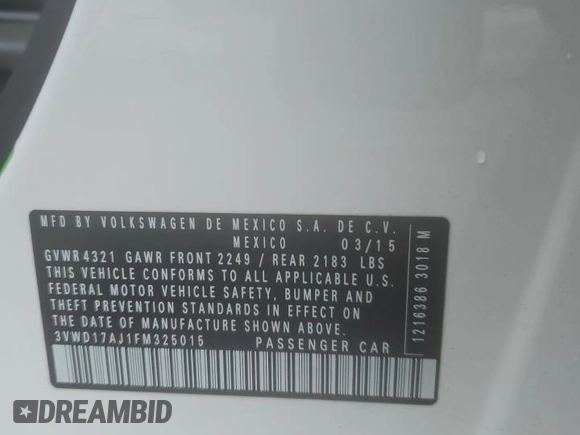 MFD BY VOLKSWAGEN DE MEXICO S.A. DE C.V.
MEXICO 03/15
GVWR 4321 GAWR FRONT 2249 / REAR 2183 LBS
THIS VEHICLE CONFORMS TO ALL APPLICABLE U.S.
FEDERAL MOTOR VEHICLE SAFETY, BUMPER AND
THEFT PREVENTION STANDARDS IN EFFECT ON
THE DATE OF MANUFACTURE SHOWN ABOVE.
3VWD17AJ1FM325015 PASSENGER CAR
1216386 3018 M
DREAMBID